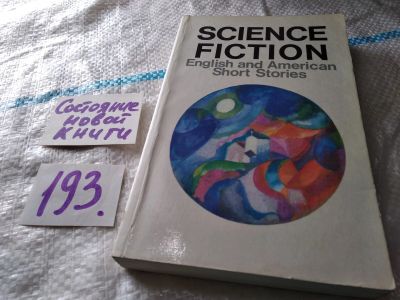 SCIENCE
FICTION
English and American
Short Stories
Состояние
новой
книги
193.